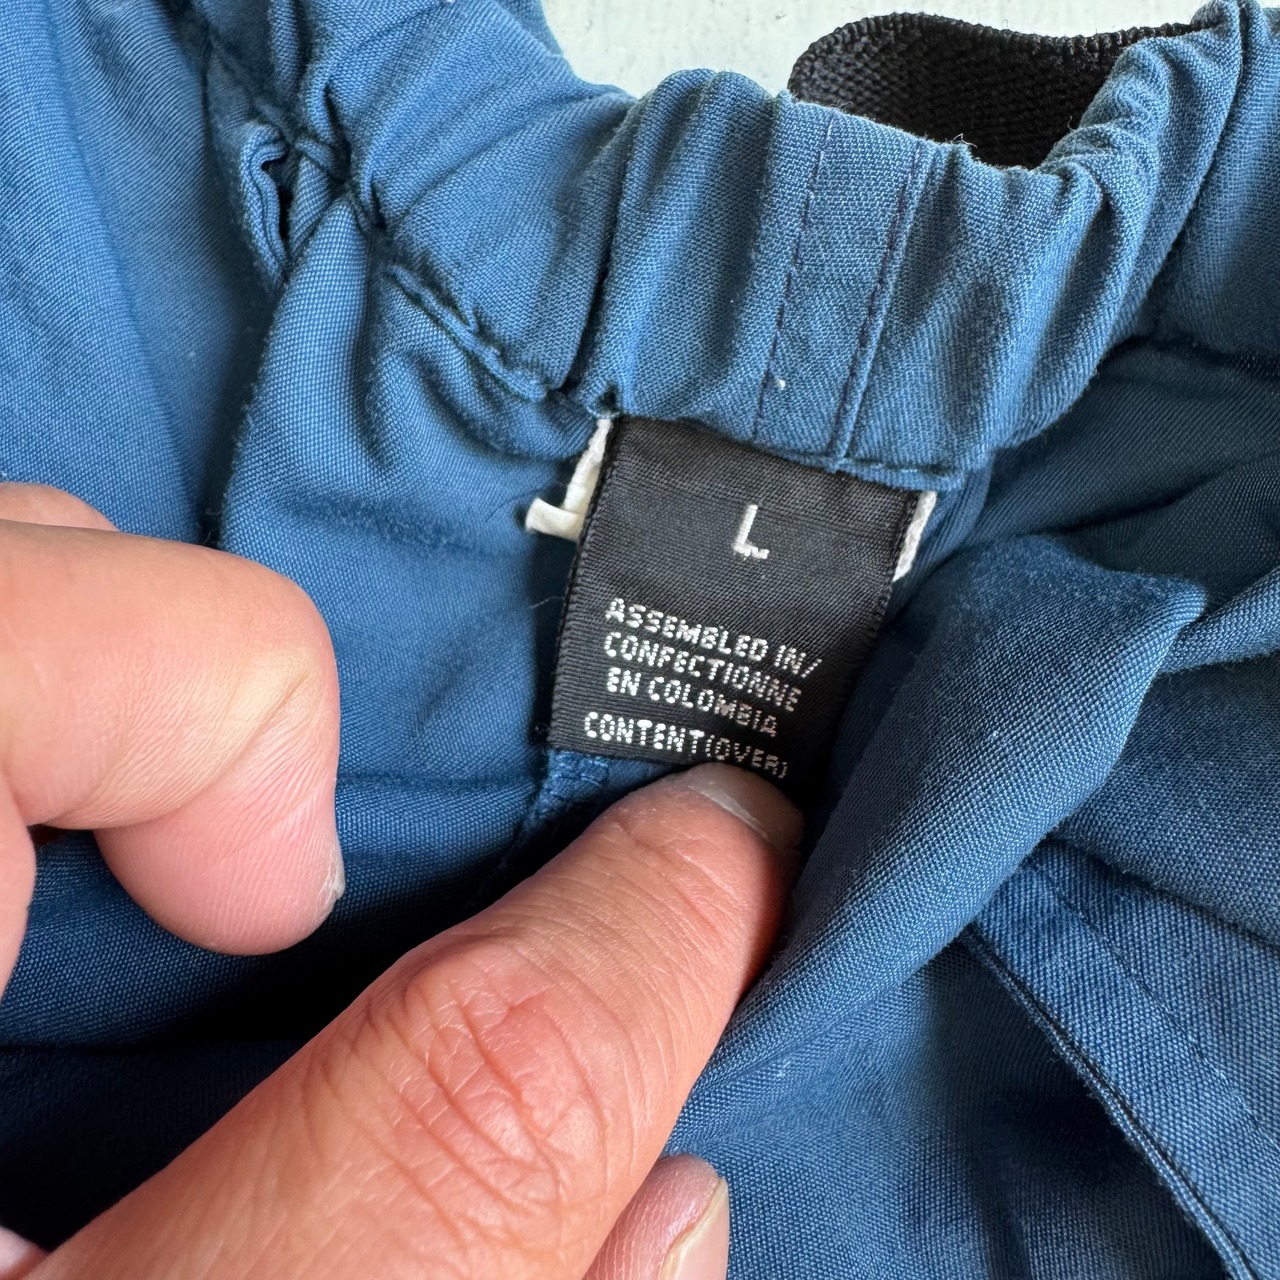 L
ASSEMBLED IN/
CONFECTIONNE
EN COLOMBIA
CONTENT(OVER)